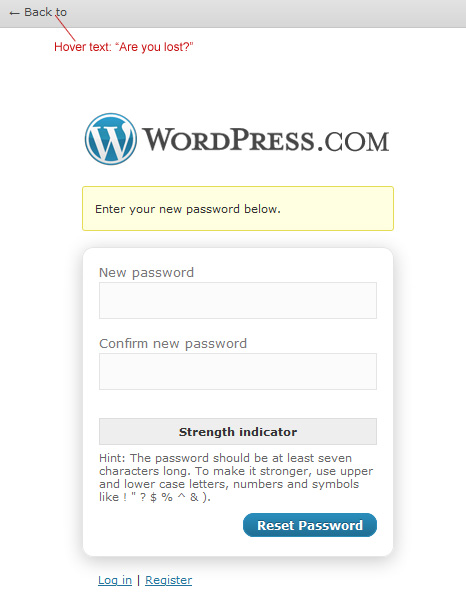 ← Back to
Hover text: “Are you lost?”
WORDPRESS.COM
Enter your new password below.
New password
Confirm new password
Strength indicator
Hint: The password should be at least seven
characters long. To make it stronger, use upper
and lower case letters, numbers and symbols
like ! " ? $ % ^ & ).
Reset Password
Log in | Register